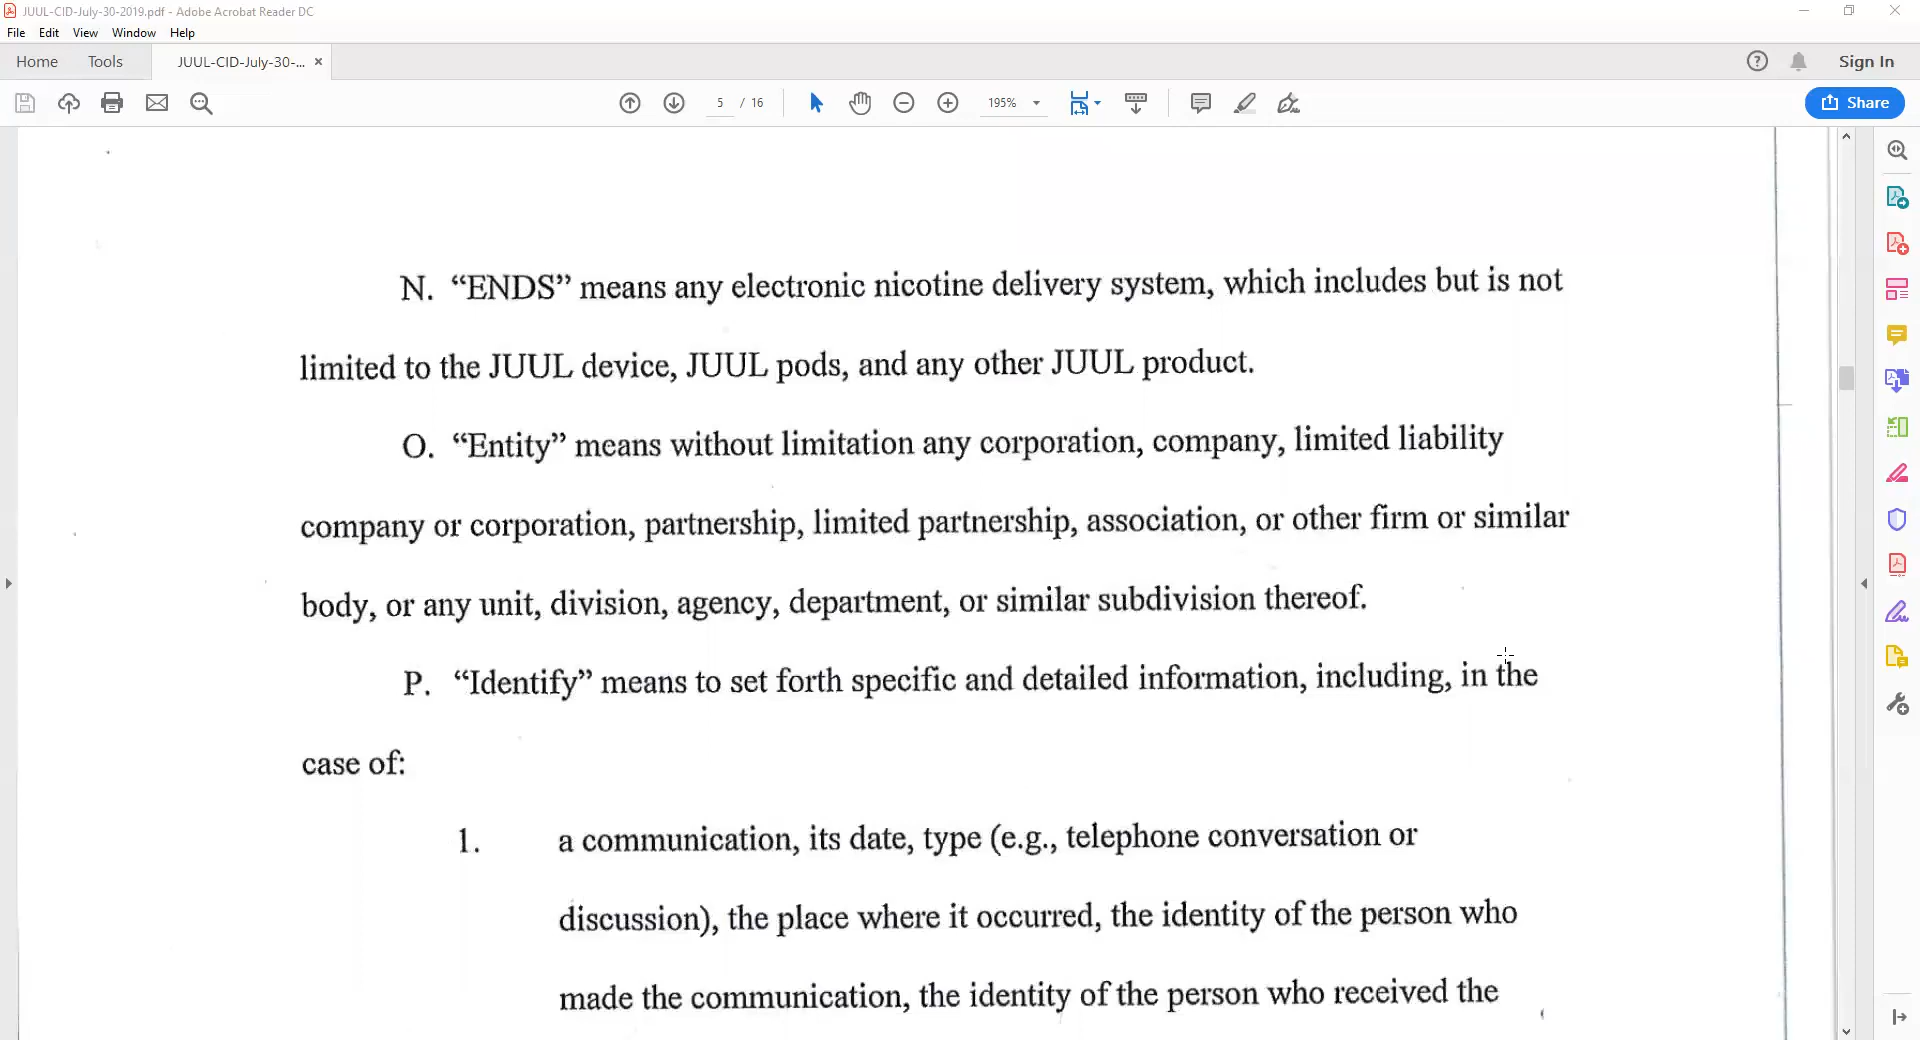 JUUL-CID-July-30-2019.pdf - Adobe Acrobat Reader DC
File Edit View Window Help
Home Tools JUUL-CID-July-30-... × Sign In
5 / 16 195% Share
N. “ENDS” means any electronic nicotine delivery system, which includes but is not
limited to the JUUL device, JUUL pods, and any other JUUL product.
O. “Entity” means without limitation any corporation, company, limited liability
company or corporation, partnership, limited partnership, association, or other firm or similar
body, or any unit, division, agency, department, or similar subdivision thereof.
P. “Identify” means to set forth specific and detailed information, including, in the
case of:
1. a communication, its date, type (e.g., telephone conversation or
discussion), the place where it occurred, the identity of the person who
made the communication, the identity of the person who received the